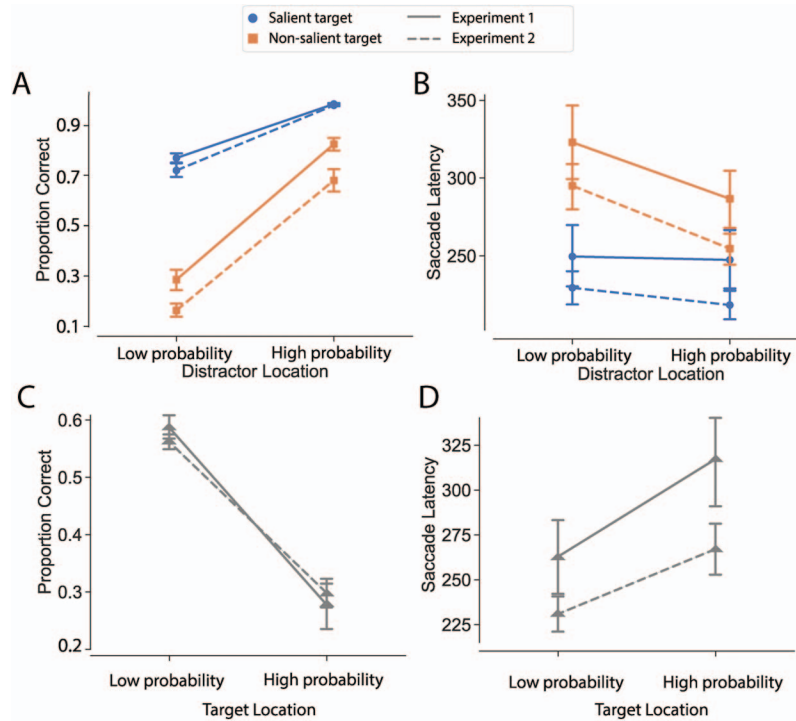 Salient target
Experiment 1
Non-salient target
Experiment 2
A
Proportion Correct
0.9
0.7
0.5
0.3
0.1
Low probability
High probability
Distractor Location
B
Saccade Latency
350
300
250
Low probability
High probability
Distractor Location
C
Proportion Correct
0.6
0.5
0.4
0.3
0.2
Low probability
High probability
Target Location
D
Saccade Latency
325
300
275
250
225
Low probability
High probability
Target Location